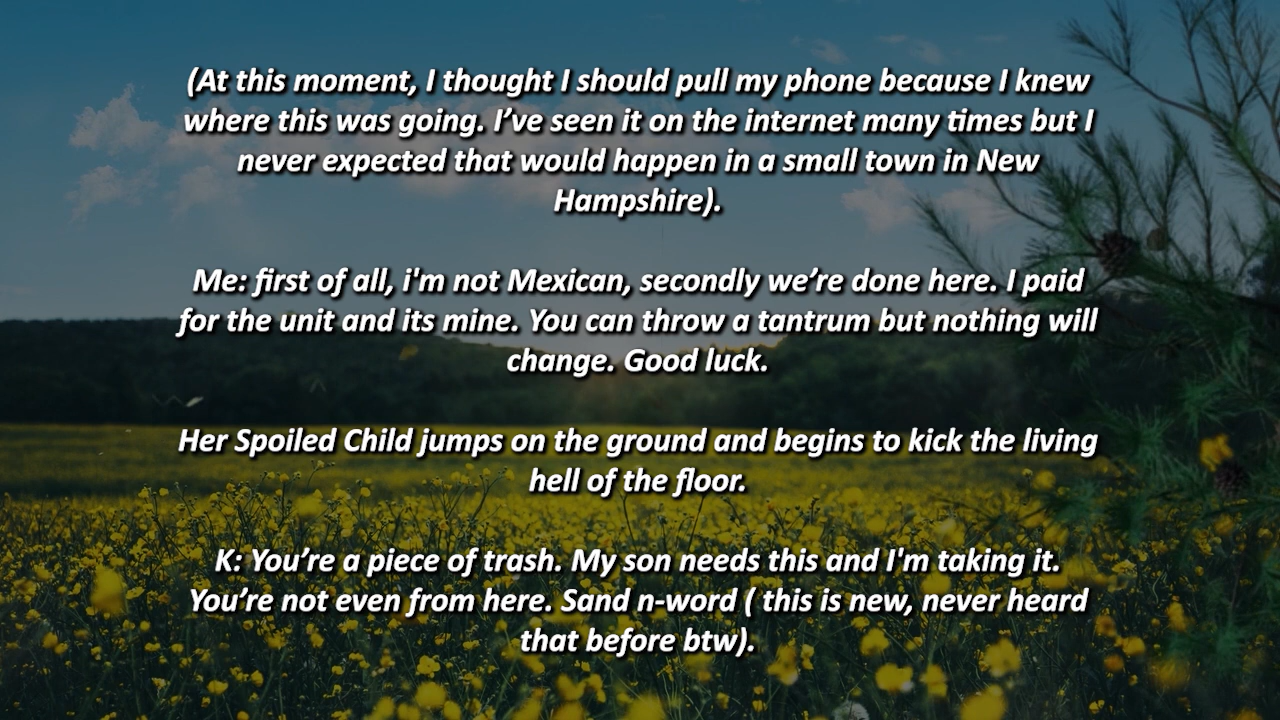 (At this moment, I thought I should pull my phone because I knew
where this was going. I’ve seen it on the internet many times but I
never expected that would happen in a small town in New
Hampshire).
Me: first of all, i'm not Mexican, secondly we’re done here. I paid
for the unit and its mine. You can throw a tantrum but nothing will
change. Good luck.
Her Spoiled Child jumps on the ground and begins to kick the living
hell of the floor.
K: You’re a piece of trash. My son needs this and I'm taking it.
You’re not even from here. Sand n-word ( this is new, never heard
that before btw).